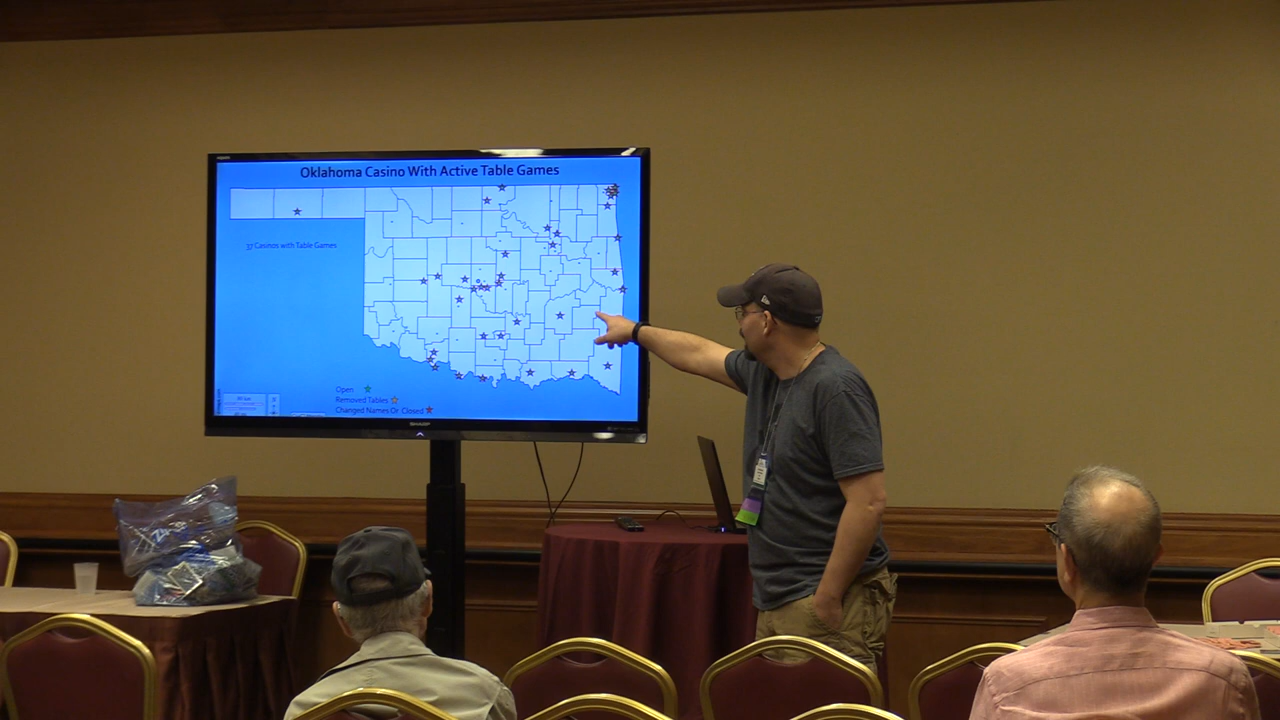 Oklahoma Casino With Active Table Games
37 Casinos with Table Games
Open
Removed Tables
Changed Names Or Closed
SHARP